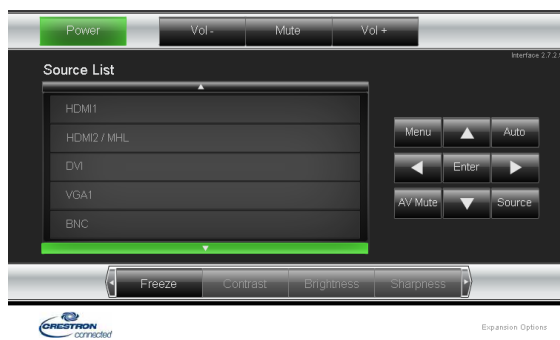 Power Vol - Mute Vol +
Interface 2.7.2
Source List
HDMI1
HDMI2 / MHL
DVI
VGA1
BNC
Menu Auto
Enter
AV Mute Source
Freeze Contrast Brightness Sharpness
CRESTRON
connected
Expansion Options